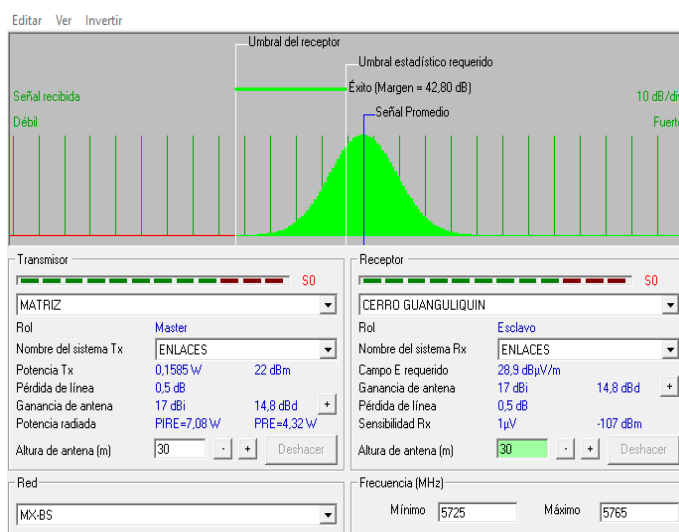 Editar Ver Invertir
Umbral del receptor
Umbral estadístico requerido
Éxito (Margen = 42,80 dB)
Señal recibida
10 dB/div
Señal Promedio
Débil
Fuerte
Transmisor
S0
MATRIZ
Rol Master
Nombre del sistema Tx ENLACES
Potencia Tx 0,1585 W 22 dBm
Pérdida de línea 0,5 dB
Ganancia de antena 17 dBi 14,8 dBd +
Potencia radiada PIRE=7,08 W PRE=4,32 W
Altura de antena (m) 30 - + Deshacer
Red
MX-BS
Receptor
S0
CERRO GUANGULIQUIN
Rol Esclavo
Nombre del sistema Rx ENLACES
Campo E requerido 28,9 dBµV/m
Ganancia de antena 17 dBi 14,8 dBd +
Pérdida de línea 0,5 dB
Sensibilidad Rx 1µV -107 dBm
Altura de antena (m) 30 - + Deshacer
Frecuencia (MHz)
Mínimo 5725 Máximo 5765